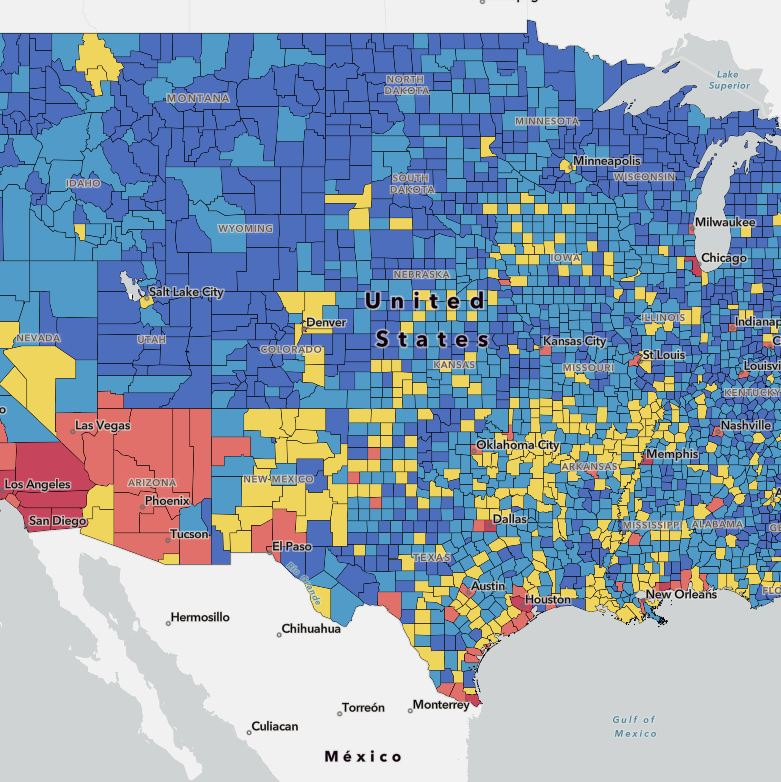 Lake
Superior
NORTH
DAKOTA
MONTANA
MINNESOTA
Minneapolis
WISCONSIN
IDAHO
SOUTH
DAKOTA
WYOMING
Milwaukee
Chicago
IOWA
NEBRASKA
Salt Lake City
United
States
Denver
ILLINOIS
Indianap
NEVADA
UTAH
COLORADO
Kansas City
St Louis
KANSAS
MISSOURI
Louisvi
KENTUCKY
Las Vegas
Nashville
Oklahoma City
Memphis
Los Angeles
ARIZONA
NEW MEXICO
ARKANSAS
Phoenix
San Diego
Dallas
MISSISSIPPI
ALABAMA
GE
Tucson
El Paso
TEXAS
Rio Grande
Austin
Houston
New Orleans
FLO
Hermosillo
Chihuahua
Torreón
Monterrey
Culiacan
Gulf of
Mexico
México